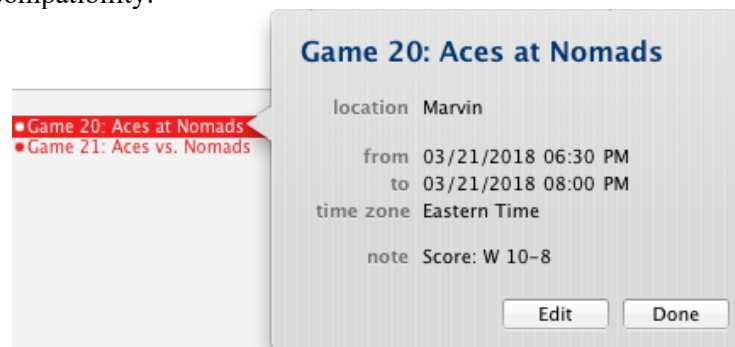 compatibility.
Game 20: Aces at Nomads
Game 21: Aces vs. Nomads
Game 20: Aces at Nomads
location Marvin
from 03/21/2018 06:30 PM
to 03/21/2018 08:00 PM
time zone Eastern Time
note Score: W 10-8
Edit Done